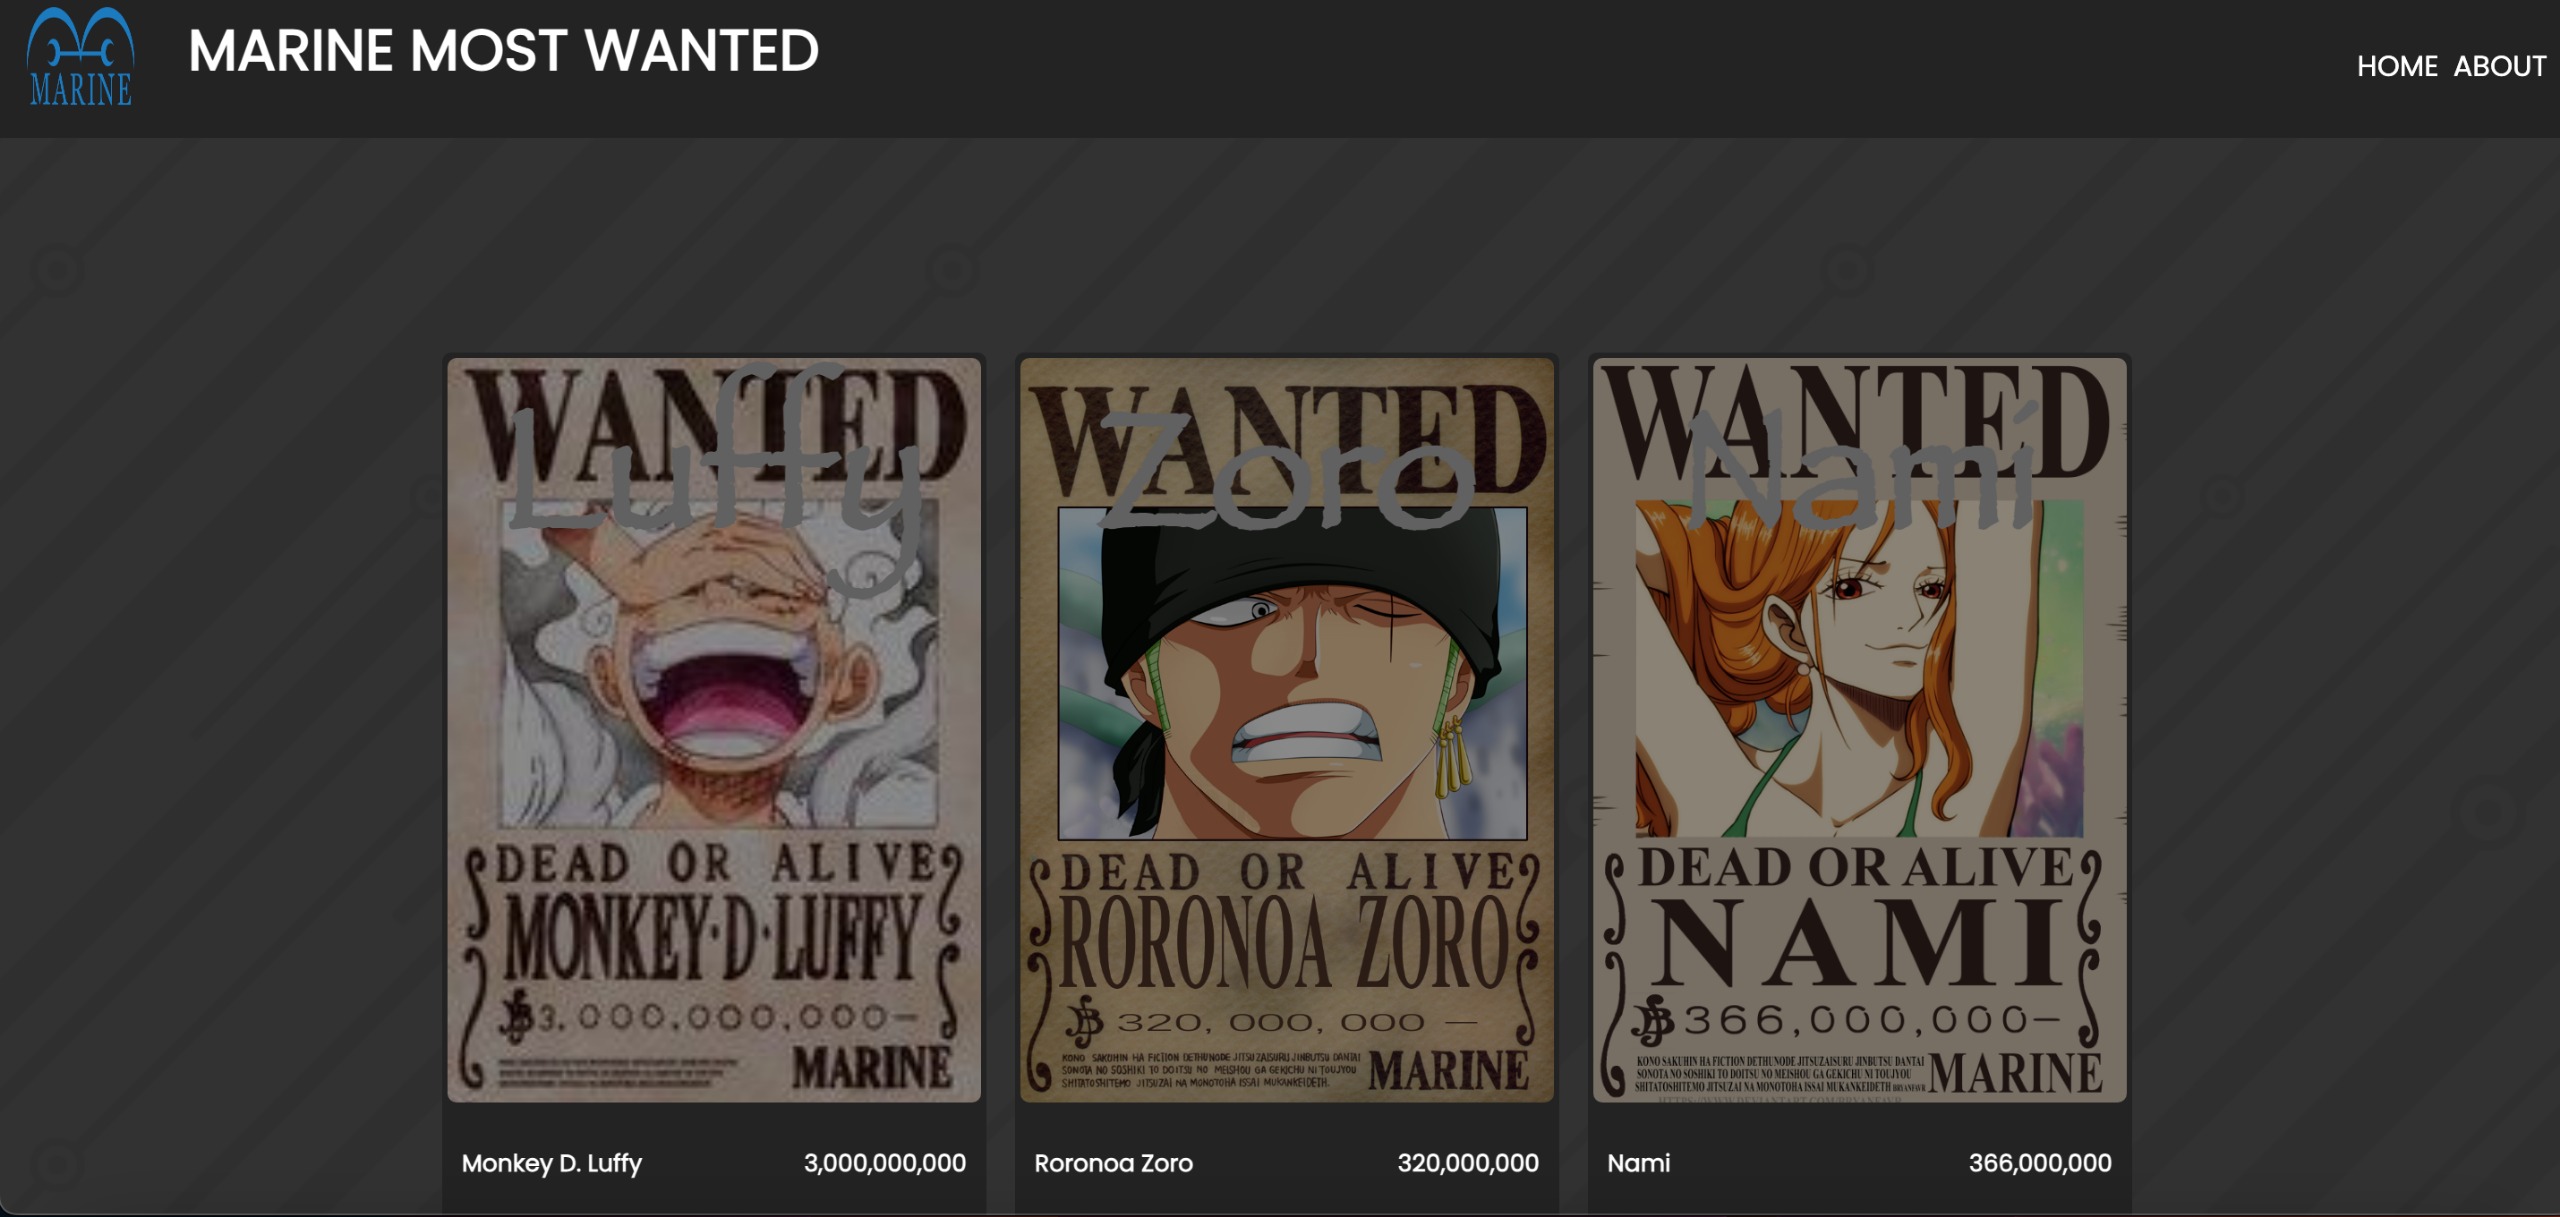 MARINE
MARINE MOST WANTED
HOME ABOUT
WANTED
Luffy
DEAD OR ALIVE
MONKEY·D·LUFFY
3,000,000,000-
MARINE
Monkey D. Luffy 3,000,000,000
WANTED
Zoro
DEAD OR ALIVE
RORONOA ZORO
320,000,000 —
KONO SAKUHIN HA FICTION DETHUNODE JITSUZAISURU JINBUTSU DANTAI
SONOTA NO SOSHIKI TO DOITSU NO MEISHOU GA GEKICHU NI TOUJYOU
SHITATOSHITEMO JITSUZAI NA MONOTOHA ISSAI MUKANKEIDETH.
MARINE
Roronoa Zoro 320,000,000
WANTED
Nami
DEAD OR ALIVE
NAMI
366,000,000-
KONO SAKUHIN HA FICTION DETHUNODE JITSUZAISURU JINBUTSU DANTAI
SONOTA NO SOSHIKI TO DOITSU NO MEISHOU GA GEKICHU NI TOUJYOU
SHITATOSHITEMO JITSUZAI NA MONOTOHA ISSAI MUKANKEIDETH
MARINE
Nami 366,000,000